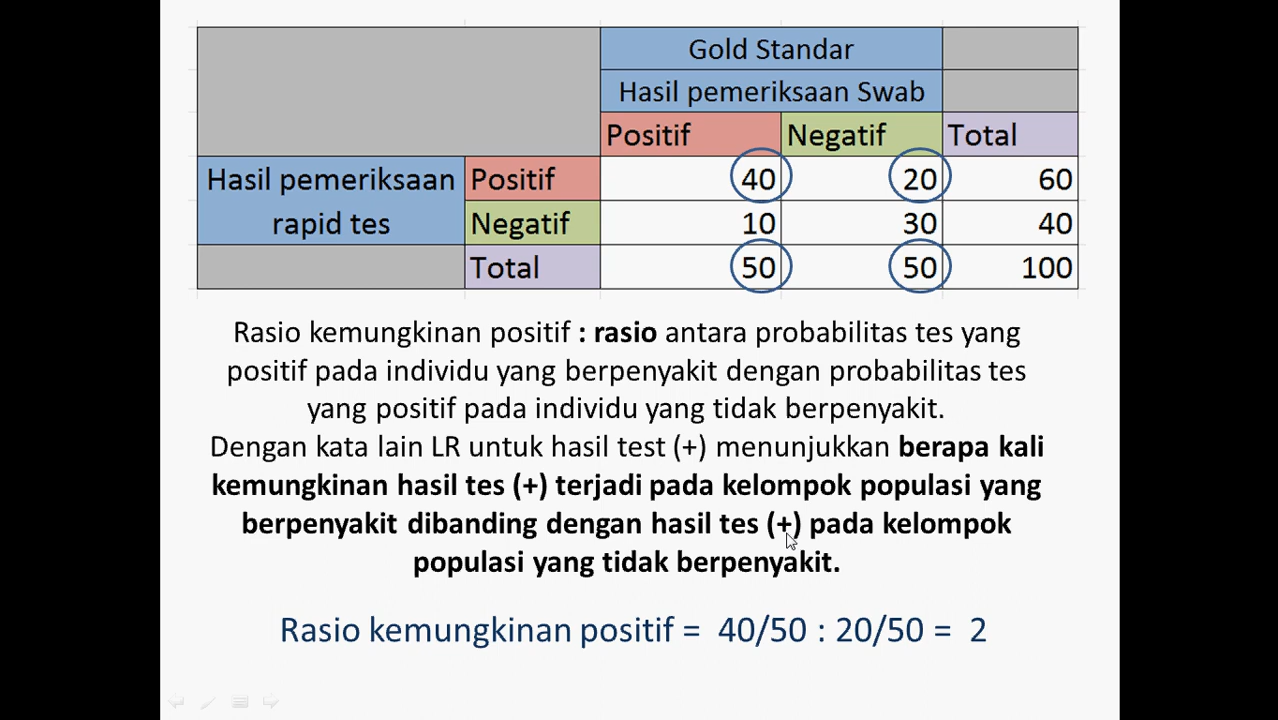 Gold Standar
Hasil pemeriksaan Swab
Positif Negatif Total
Hasil pemeriksaan Positif 40 20 60
rapid tes Negatif 10 30 40
Total 50 50 100
Rasio kemungkinan positif : rasio antara probabilitas tes yang
positif pada individu yang berpenyakit dengan probabilitas tes
yang positif pada individu yang tidak berpenyakit.
Dengan kata lain LR untuk hasil test (+) menunjukkan berapa kali
kemungkinan hasil tes (+) terjadi pada kelompok populasi yang
berpenyakit dibanding dengan hasil tes (+) pada kelompok
populasi yang tidak berpenyakit.
Rasio kemungkinan positif = 40/50 : 20/50 = 2